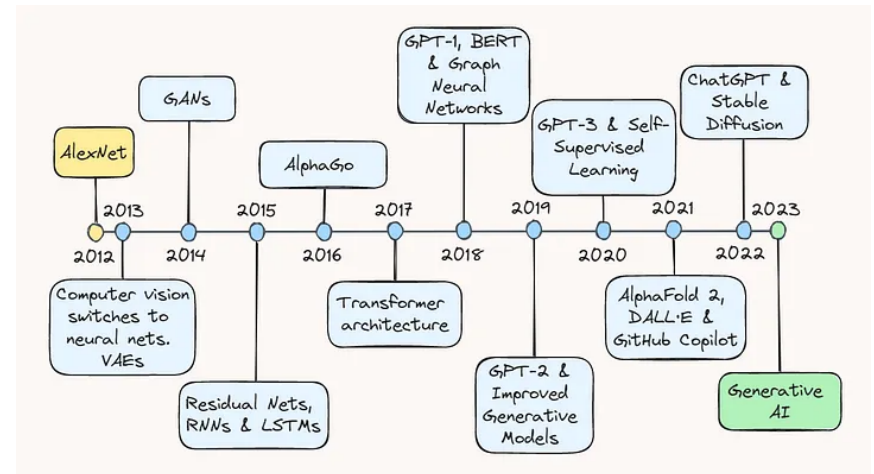 GPT-1, BERT
& Graph
Neural
Networks
ChatGPT &
Stable
Diffusion
GANs
GPT-3 & Self-
Supervised
Learning
AlexNet
AlphaGo
2013
2015
2017
2019
2021
2023
2012
2014
2016
2018
2020
2022
Computer vision
switches to
neural nets.
VAEs
Transformer
architecture
AlphaFold 2,
DALL·E &
GitHub Copilot
Residual Nets,
RNNs & LSTMs
GPT-2 &
Improved
Generative
Models
Generative
AI